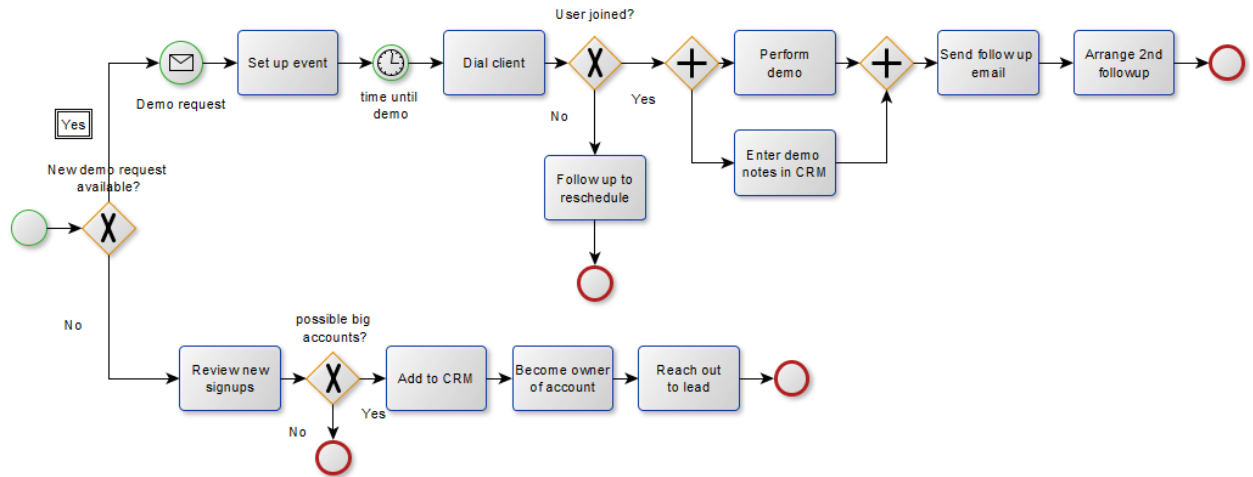 User joined?
Set up event
Dial client
Perform
demo
Send follow up
email
Arrange 2nd
followup
Demo request
time until
demo
Yes
No
Yes
New demo request
available?
Follow up to
reschedule
Enter demo
notes in CRM
No
possible big
accounts?
Review new
signups
Add to CRM
Become owner
of account
Reach out
to lead
No
Yes